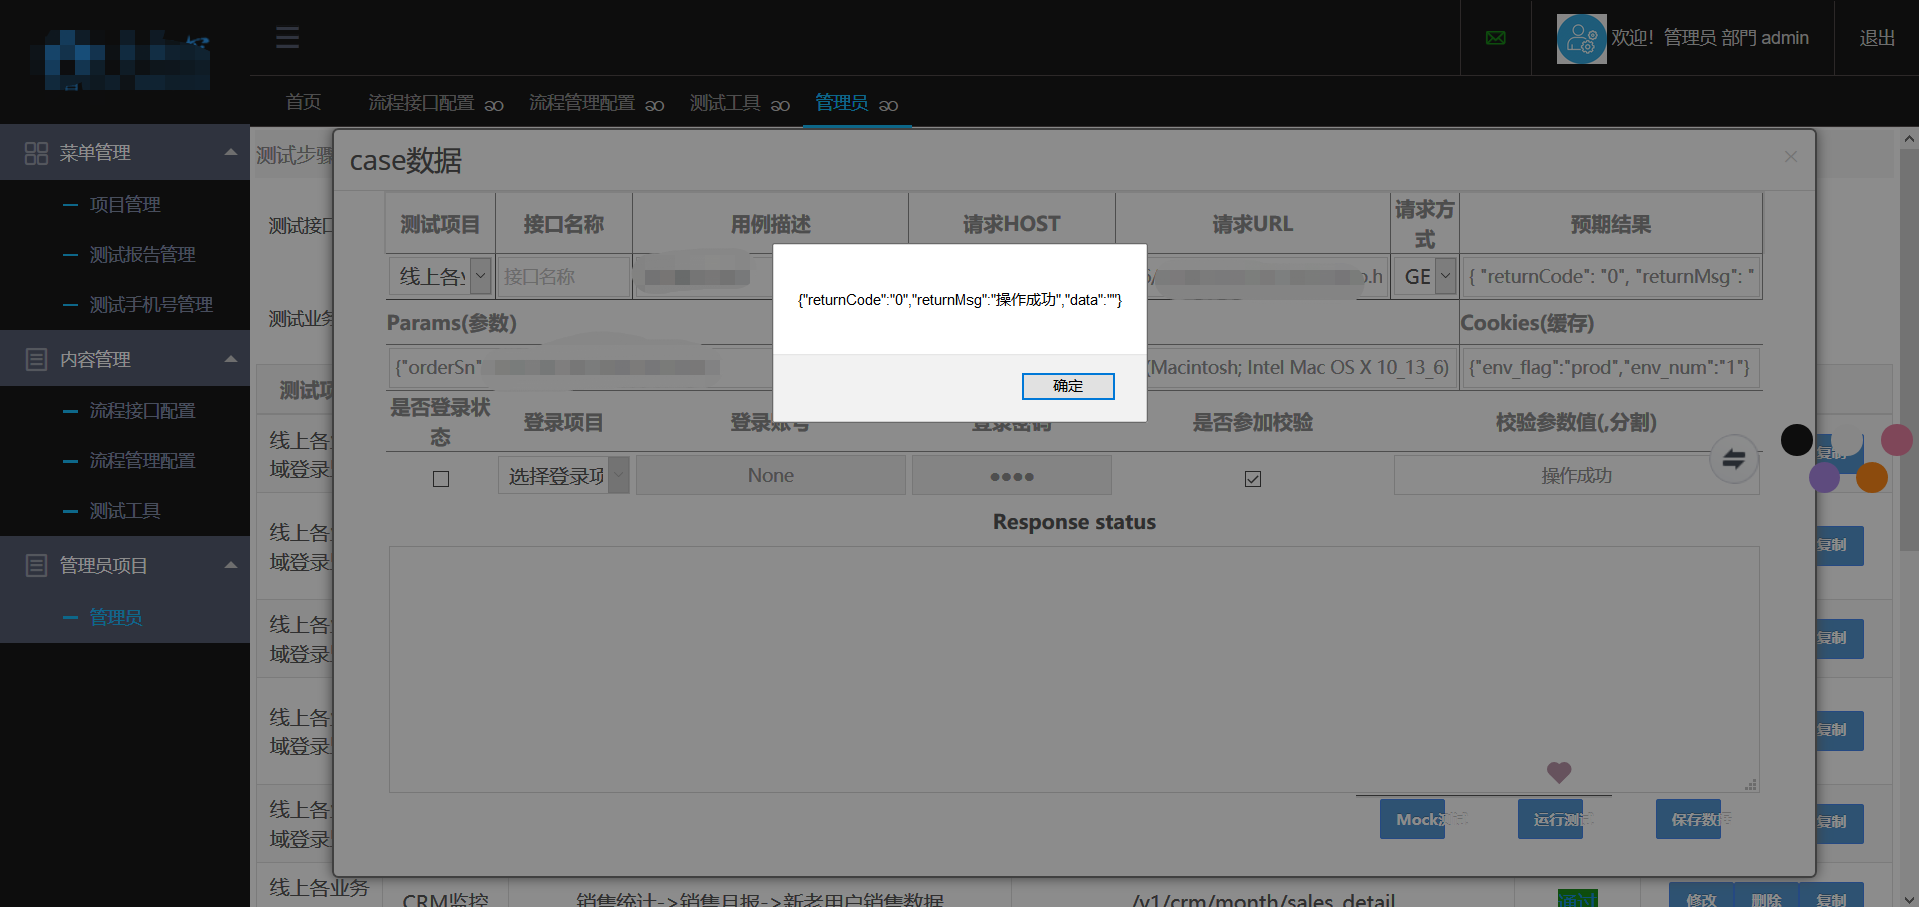 欢迎！管理员 部門 admin
退出
首页
流程接口配置
流程管理配置
测试工具
管理员
菜单管理
项目管理
测试报告管理
测试手机号管理
内容管理
流程接口配置
流程管理配置
测试工具
管理员项目
管理员
测试步骤
case数据
测试接口
测试业务
测试项目 接口名称 用例描述 请求HOST 请求URL 请求方式 预期结果
线上各 接口名称 .h GE { "returnCode": "0", "returnMsg": "
Params(参数) Cookies(缓存)
{"orderSn" (Macintosh; Intel Mac OS X 10_13_6) {"env_flag":"prod","env_num":"1"}
{"returnCode":"0","returnMsg":"操作成功","data":""}
确定
是否登录状态 登录项目 登录账号 登录密码 是否参加校验 校验参数值(,分割)
选择登录项 None ●●●● 操作成功
Response status
Mock测试 运行测试 保存数据
测试项
线上各
域登录
复制
线上各
域登录
复制
线上各
域登录
复制
线上各
域登录
复制
线上各
域登录
复制
线上各业务 CRM监控 销售统计->销售月报->新老用户销售数据 /v1/crm/month/sales_detail 通过 修改 删除 复制